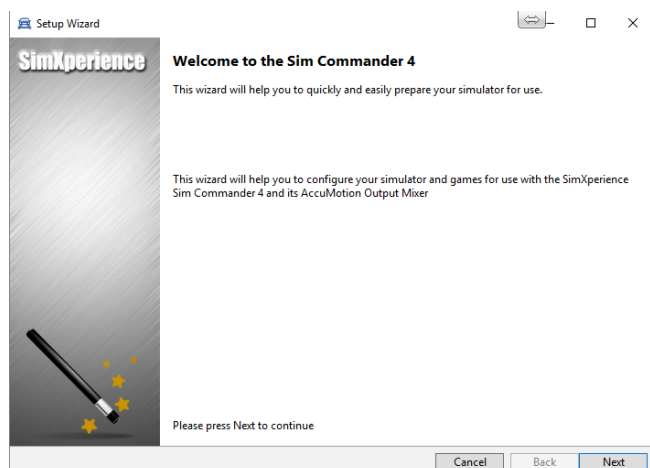 Setup Wizard
SimXperience
Welcome to the Sim Commander 4
This wizard will help you to quickly and easily prepare your simulator for use.
This wizard will help you to configure your simulator and games for use with the SimXperience
Sim Commander 4 and its AccuMotion Output Mixer
Please press Next to continue
Cancel Back Next